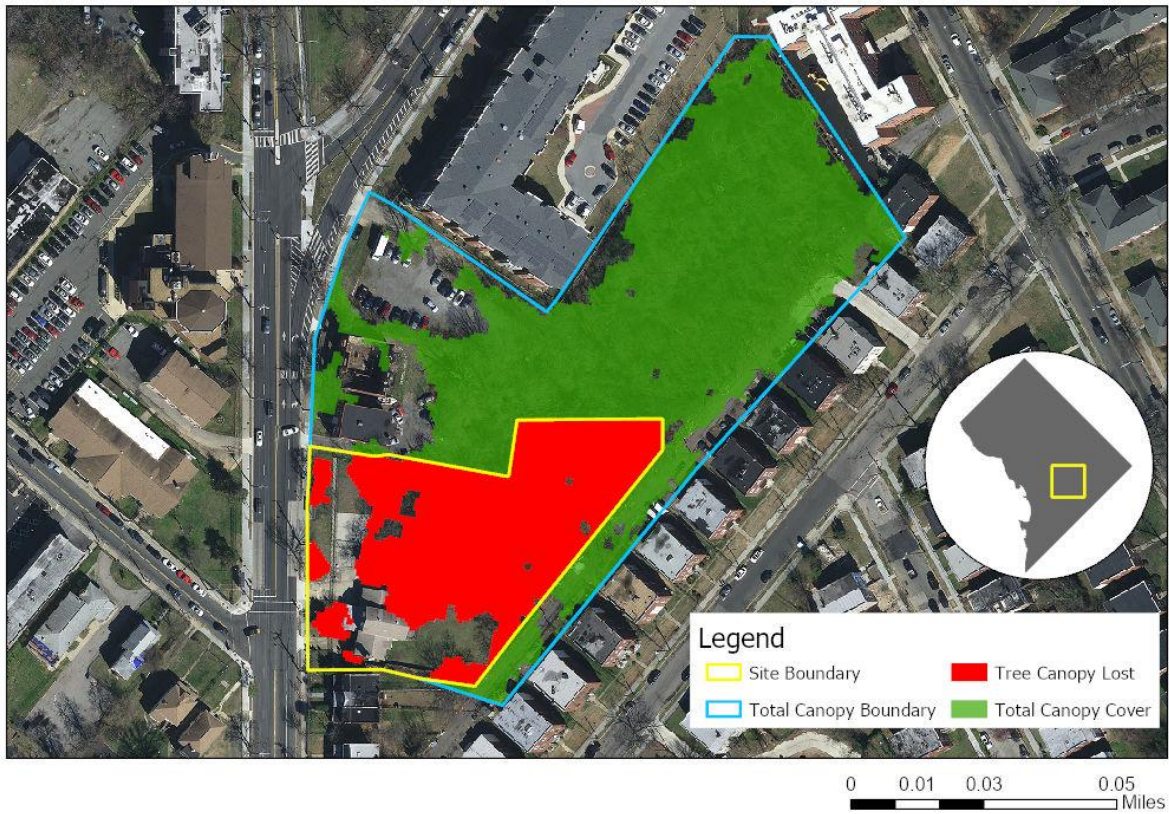 Legend
Site Boundary
Tree Canopy Lost
Total Canopy Boundary
Total Canopy Cover
0 0.01 0.03 0.05
Miles